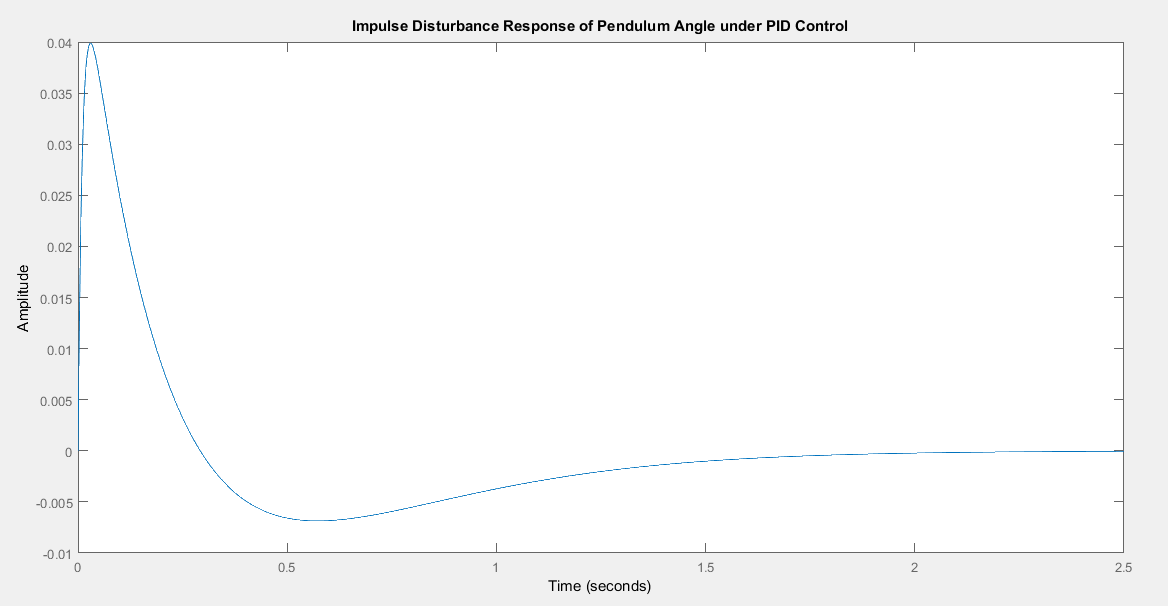 Impulse Disturbance Response of Pendulum Angle under PID Control
0.04
0.035
0.03
0.025
0.02
0.015
0.01
0.005
0
-0.005
-0.01
Amplitude
0 0.5 1 1.5 2 2.5
Time (seconds)